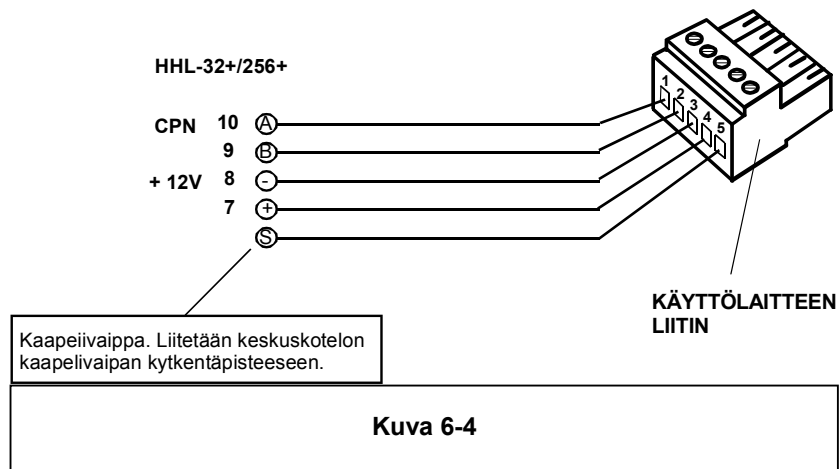 HHL-32+/256+
CPN 10 A
9 B
+ 12V 8 -
7 +
S
1 2 3 4 5
KÄYTTÖLAITTEEN
LIITIN
Kaapeiivaippa. Liitetään keskuskotelon
kaapelivaipan kytkentäpisteeseen.
Kuva 6-4